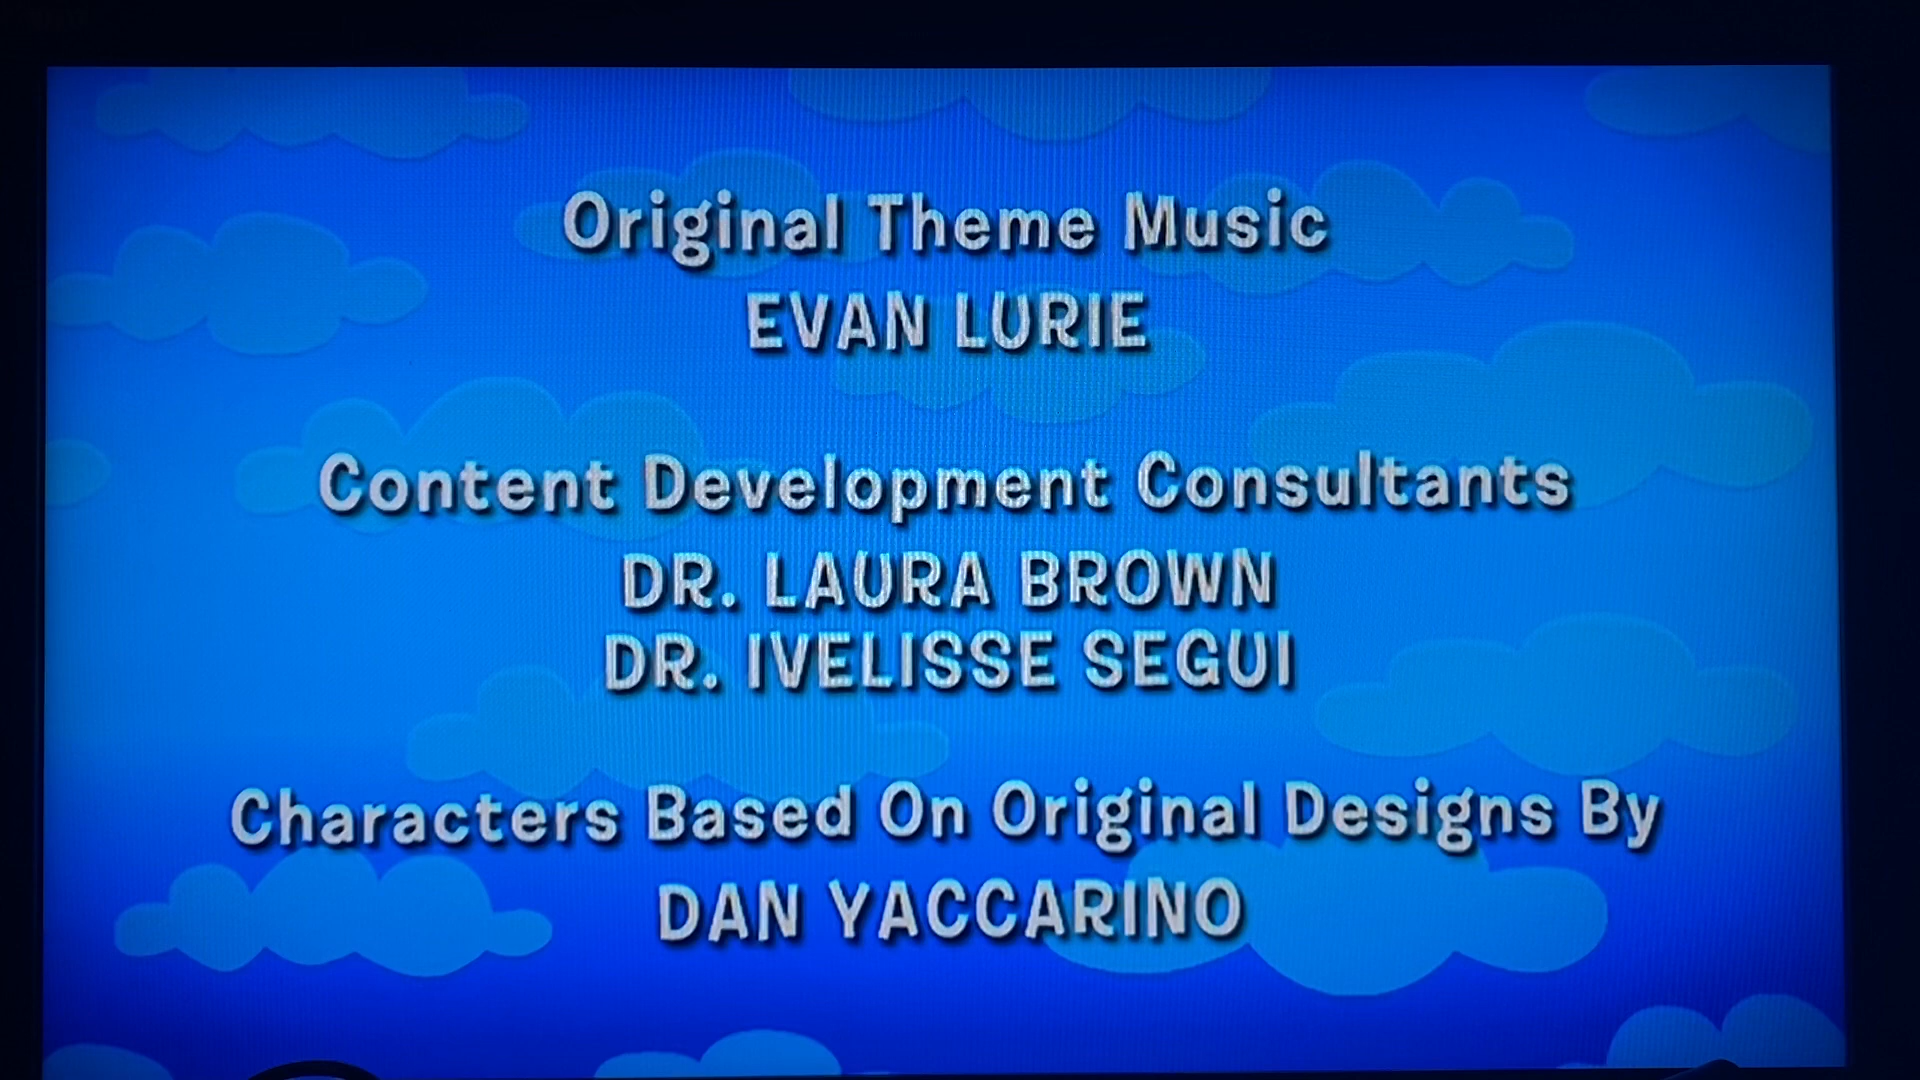 Original Theme Music
EVAN LURIE
Content Development Consultants
DR. LAURA BROWN
DR. IVELISSE SEGUI
Characters Based On Original Designs By
DAN YACCARINO